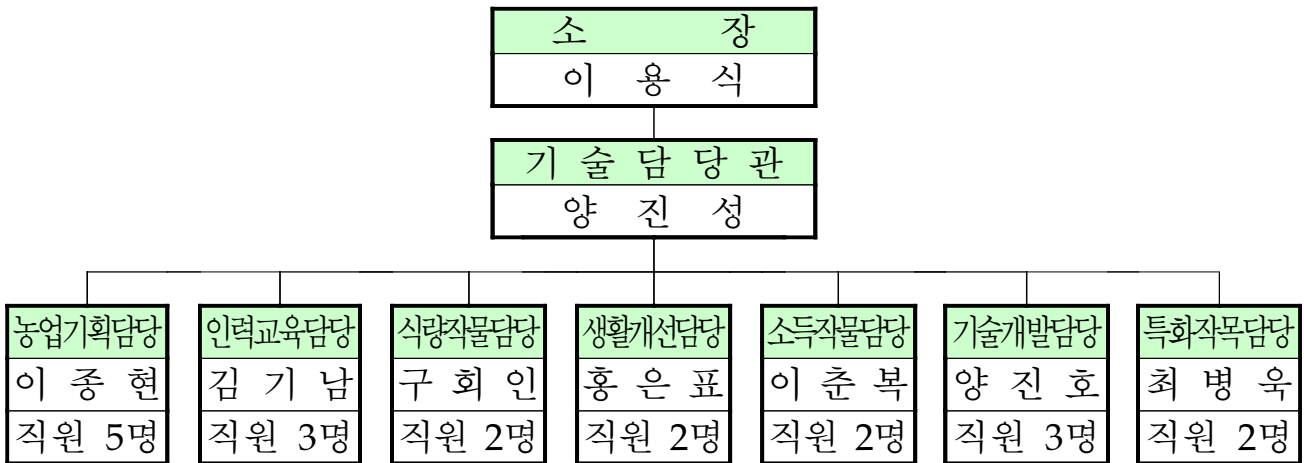 소 장
이 용 식
기 술 담 당 관
양 진 성
농업기획담당 인력교육담당 식량작물담당 생활개선담당 소득작물담당 기술개발담당 특화작목담당
이 종 현 김 기 남 구 회 인 홍 은 표 이 춘 복 양 진 호 최 병 욱
직원 5명 직원 3명 직원 2명 직원 2명 직원 2명 직원 3명 직원 2명